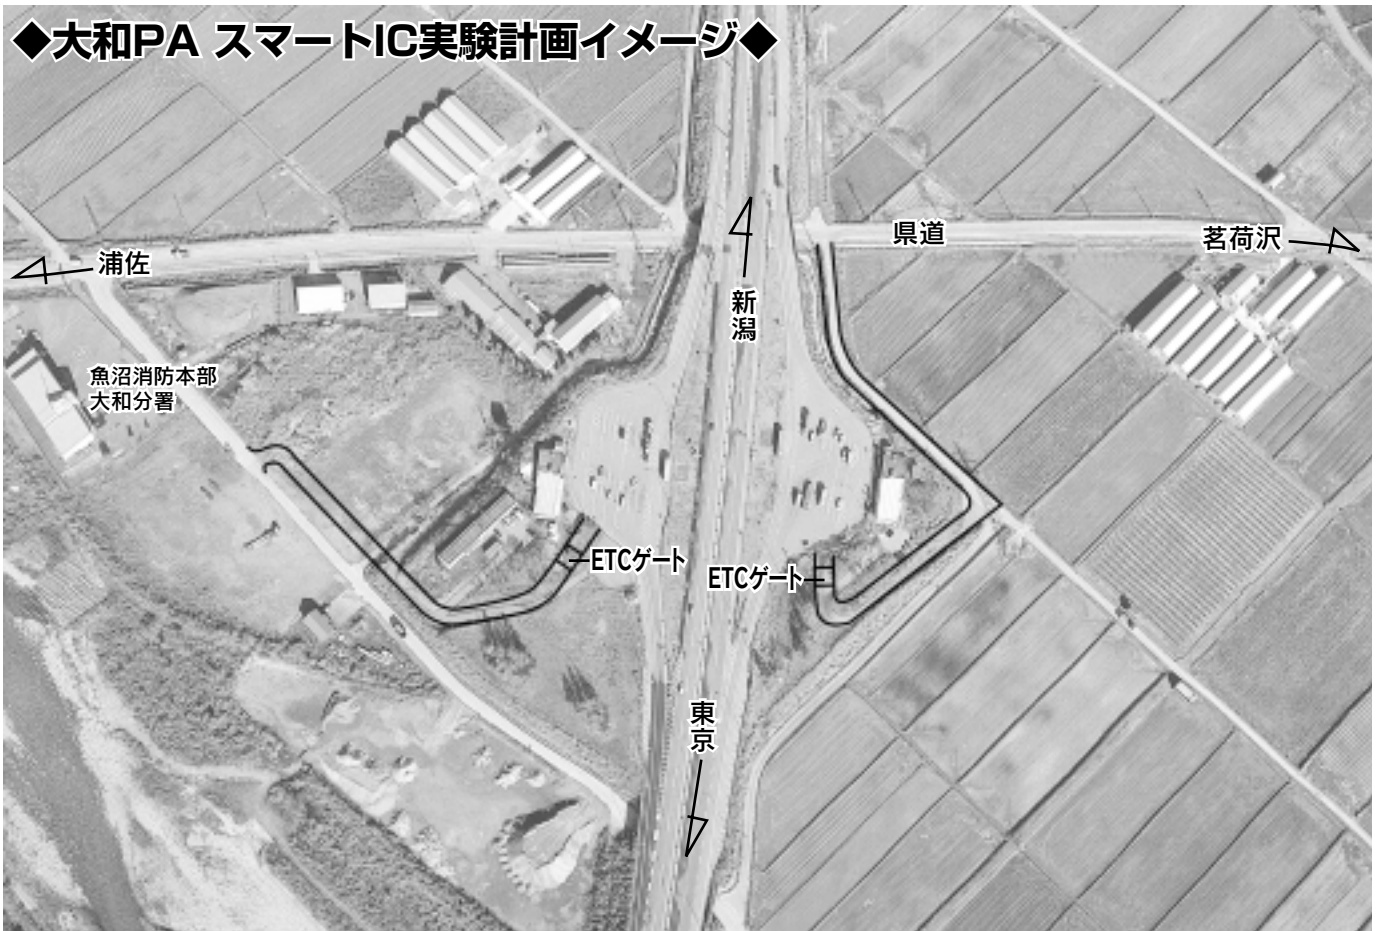 ◆大和PA スマートIC実験計画イメージ◆
県道
茗荷沢
浦佐
新潟
魚沼消防本部
大和分署
ETCゲート
ETCゲート
東京